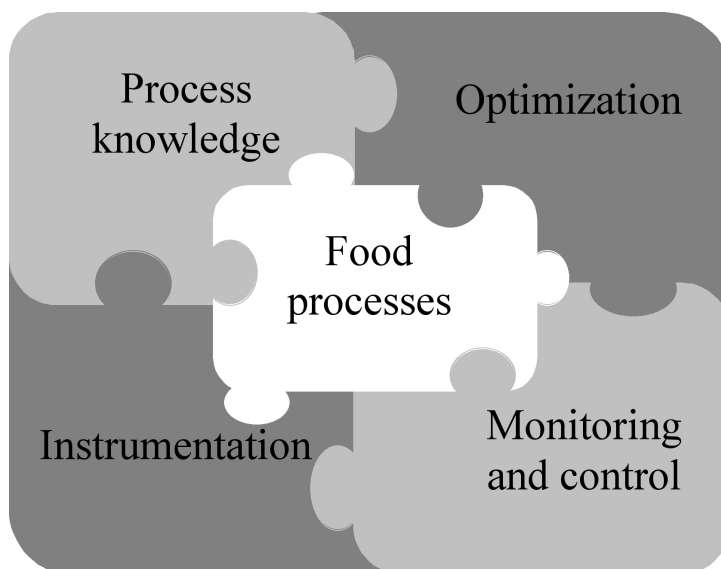 Process
knowledge
Optimization
Food
processes
Instrumentation
Monitoring
and control